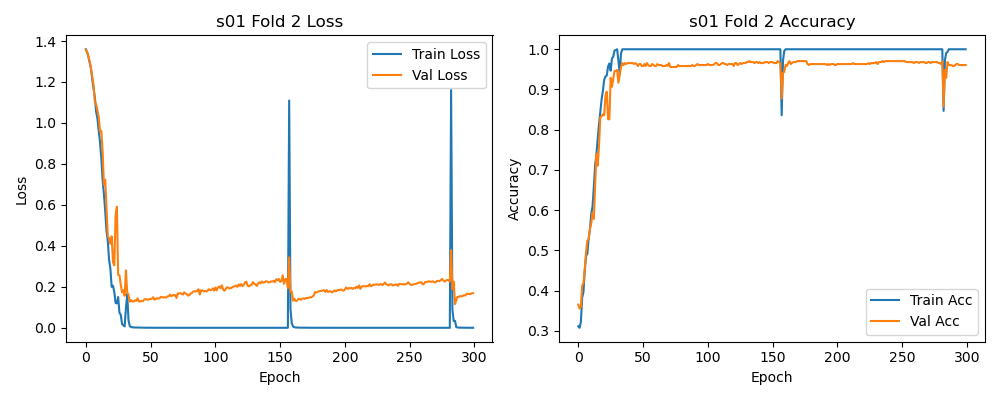 s01 Fold 2 Loss
Train Loss
Val Loss
1.4
1.2
1.0
0.8
0.6
0.4
0.2
0.0
Loss
0 50 100 150 200 250 300
Epoch
s01 Fold 2 Accuracy
1.0
0.9
0.8
0.7
0.6
0.5
0.4
0.3
Accuracy
Train Acc
Val Acc
0 50 100 150 200 250 300
Epoch